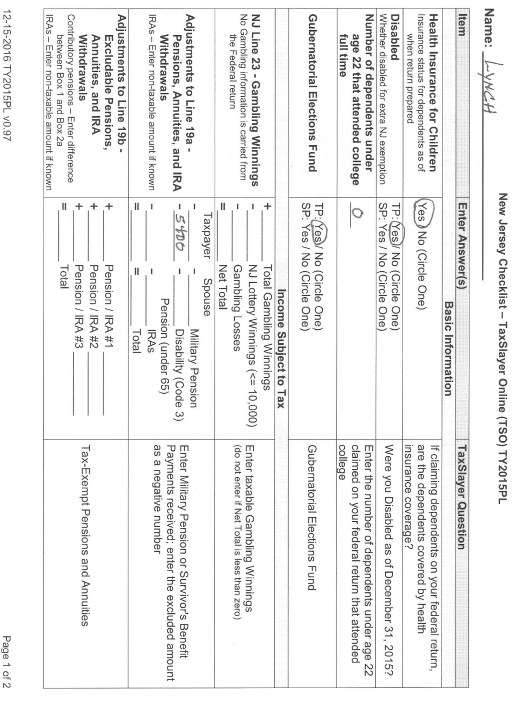 New Jersey Checklist – TaxSlayer Online (TSO) TY2015PL
Name: LYNCH
Item Enter Answer(s) TaxSlayer Question
Basic Information
Health Insurance for Children
Insurance status for dependents as of
when return prepared
Yes / No (Circle One)
If claiming dependents on your federal return,
are the dependents covered by health
insurance coverage?
Disabled
Whether disabled for extra NJ exemption
TP: Yes / No (Circle One)
SP: Yes / No (Circle One)
Were you Disabled as of December 31, 2015?
Number of dependents under
age 22 that attended college
full time
0
Enter the number of dependents under age 22
claimed on your federal return that attended
college
Gubernatorial Elections Fund
TP: Yes / No (Circle One)
SP: Yes / No (Circle One)
Gubernatorial Elections Fund
Income Subject to Tax
NJ Line 23 - Gambling Winnings
No Gambling information is carried from
the Federal return
+ Total Gambling Winnings
- NJ Lottery Winnings (<= 10,000)
- Gambling Losses
= Net Total
Enter taxable Gambling Winnings
(do not enter if Net Total is less than zero)
Adjustments to Line 19a -
Pensions, Annuities, and IRA
Withdrawals
IRAs – Enter non-taxable amount if known
Taxpayer Spouse
- - Military Pension
- 5400 - Disability (Code 3)
Pension (under 65)
- - IRAs
= = Total
Enter Military Pension or Survivor's Benefit
Payments received; enter the excluded amount
as a negative number
Adjustments to Line 19b -
Excludable Pensions,
Annuities, and IRA
Withdrawals
Contributory pensions – Enter difference
between Box 1 and Box 2a
IRAs – Enter non-taxable amount if known
+ Pension / IRA #1
+ Pension / IRA #2
+ Pension / IRA #3
= Total
Tax-Exempt Pensions and Annuities
12-15-2016 TY2015PL v0.97 Page 1 of 2